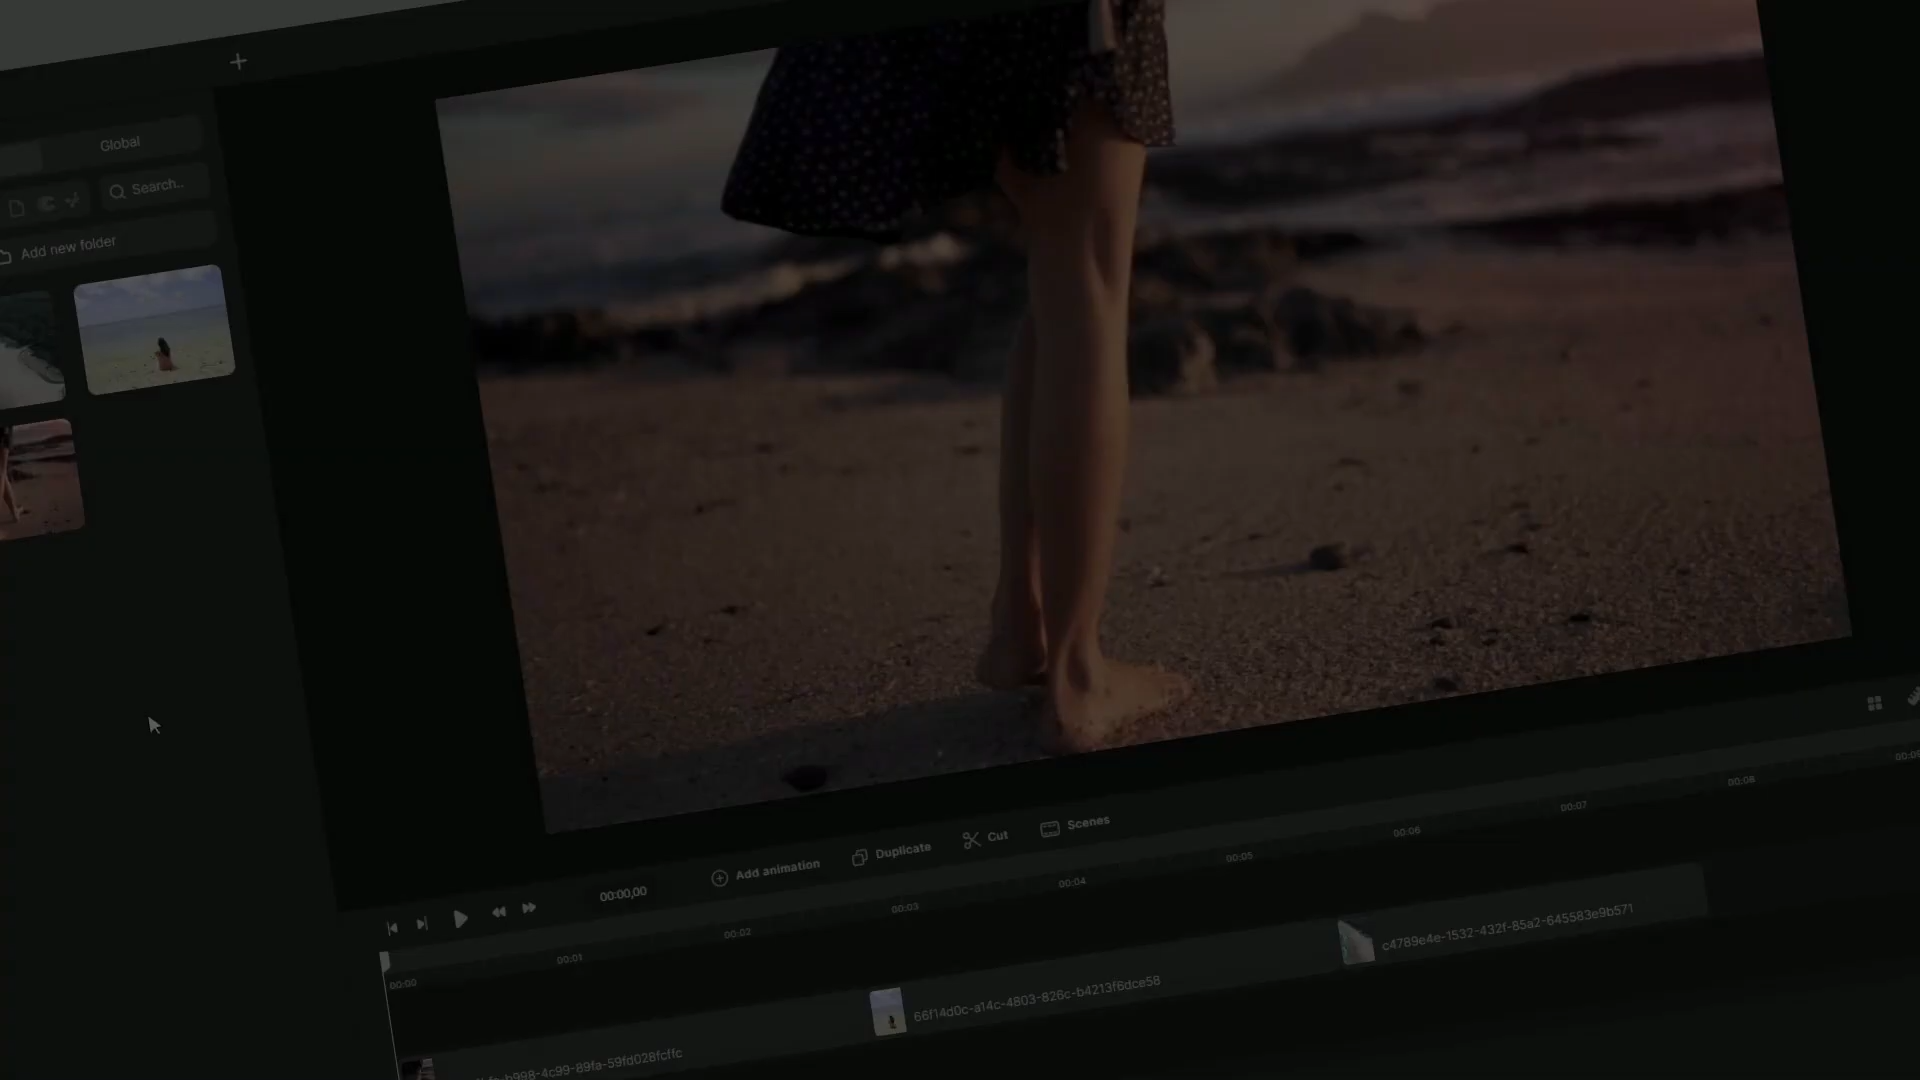 Global
Search..
Add new folder
00:00,00
Add animation
Duplicate
Cut
Scenes
00:00
00:01
00:02
00:03
00:04
00:05
00:06
00:07
00:08
c4789e4e-1532-432f-85a2-645583e9b571
66f14d0c-a14c-4803-826c-b4213f6dce58
-b998-4c99-89fa-59fd028fcffc